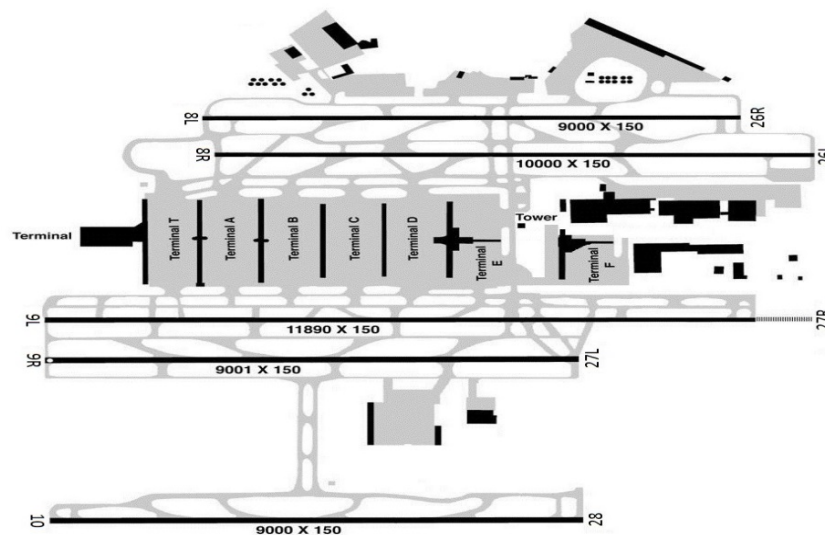 8L
26R
9000 X 150
8R
10000 X 150
Terminal
Terminal T
Terminal A
Terminal B
Terminal C
Terminal D
Terminal
E
Tower
Terminal
F
9L
11890 X 150
9R
27L
9001 X 150
10
28
9000 X 150